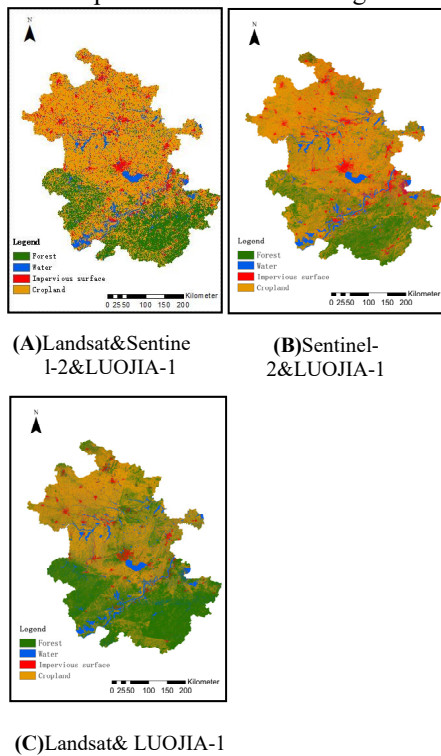 N
Legend
Forest
Water
Impervious surface
Cropland
Kilometer
0 25 50 100 150 200
(A)Landsat&Sentine
l-2&LUOJIA-1
N
Legend
Forest
Water
Impervious surface
Cropland
Kilometer
0 25 50 100 150 200
(B)Sentinel-
2&LUOJIA-1
N
Legend
Forest
Water
Impervious surface
Cropland
Kilometer
0 25 50 100 150 200
(C)Landsat& LUOJIA-1